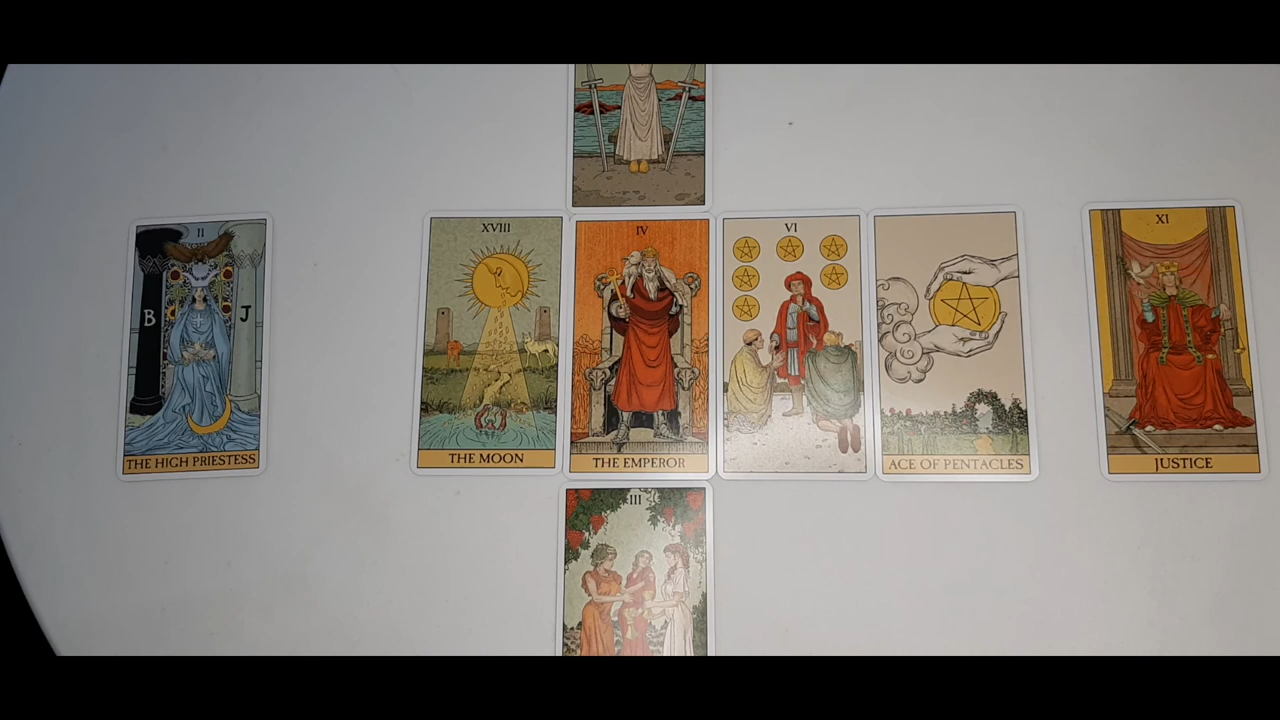 II
B
J
THE HIGH PRIESTESS
XVIII
THE MOON
IV
THE EMPEROR
VI
ACE OF PENTACLES
XI
JUSTICE
III